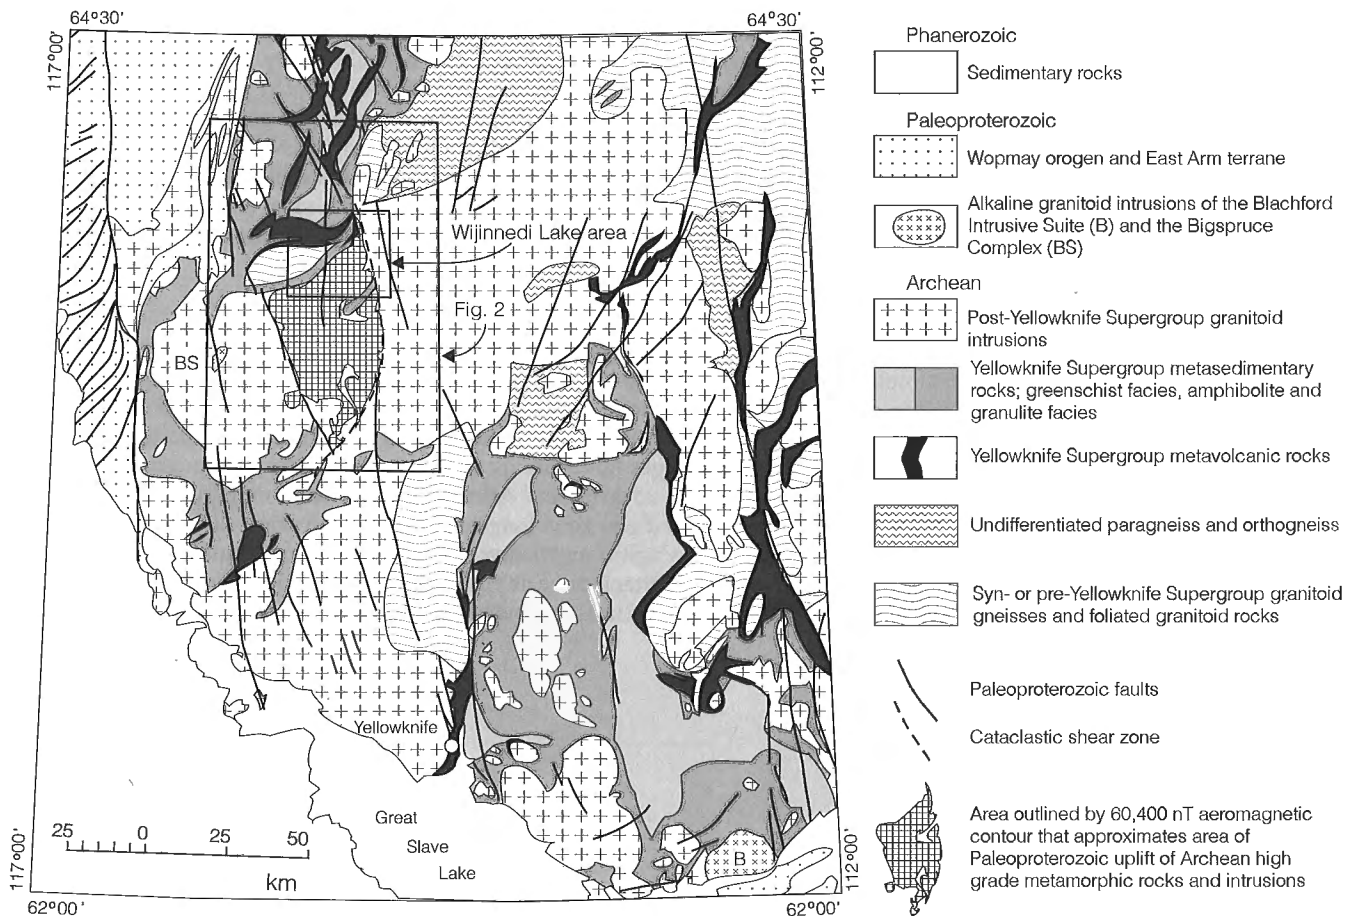 64°30'
64°30'
117°00'
112°00'
Wijinnedi Lake area
Fig. 2
BS
Yellowknife
Great
Slave
Lake
B
25 0 25 50
km
117°00'
112°00'
62°00'
62°00'
Phanerozoic
Sedimentary rocks
Paleoproterozoic
Wopmay orogen and East Arm terrane
Alkaline granitoid intrusions of the Blachford
Intrusive Suite (B) and the Bigspruce
Complex (BS)
Archean
Post-Yellowknife Supergroup granitoid
intrusions
Yellowknife Supergroup metasedimentary
rocks; greenschist facies, amphibolite and
granulite facies
Yellowknife Supergroup metavolcanic rocks
Undifferentiated paragneiss and orthogneiss
Syn- or pre-Yellowknife Supergroup granitoid
gneisses and foliated granitoid rocks
Paleoproterozoic faults
Cataclastic shear zone
Area outlined by 60,400 nT aeromagnetic
contour that approximates area of
Paleoproterozoic uplift of Archean high
grade metamorphic rocks and intrusions